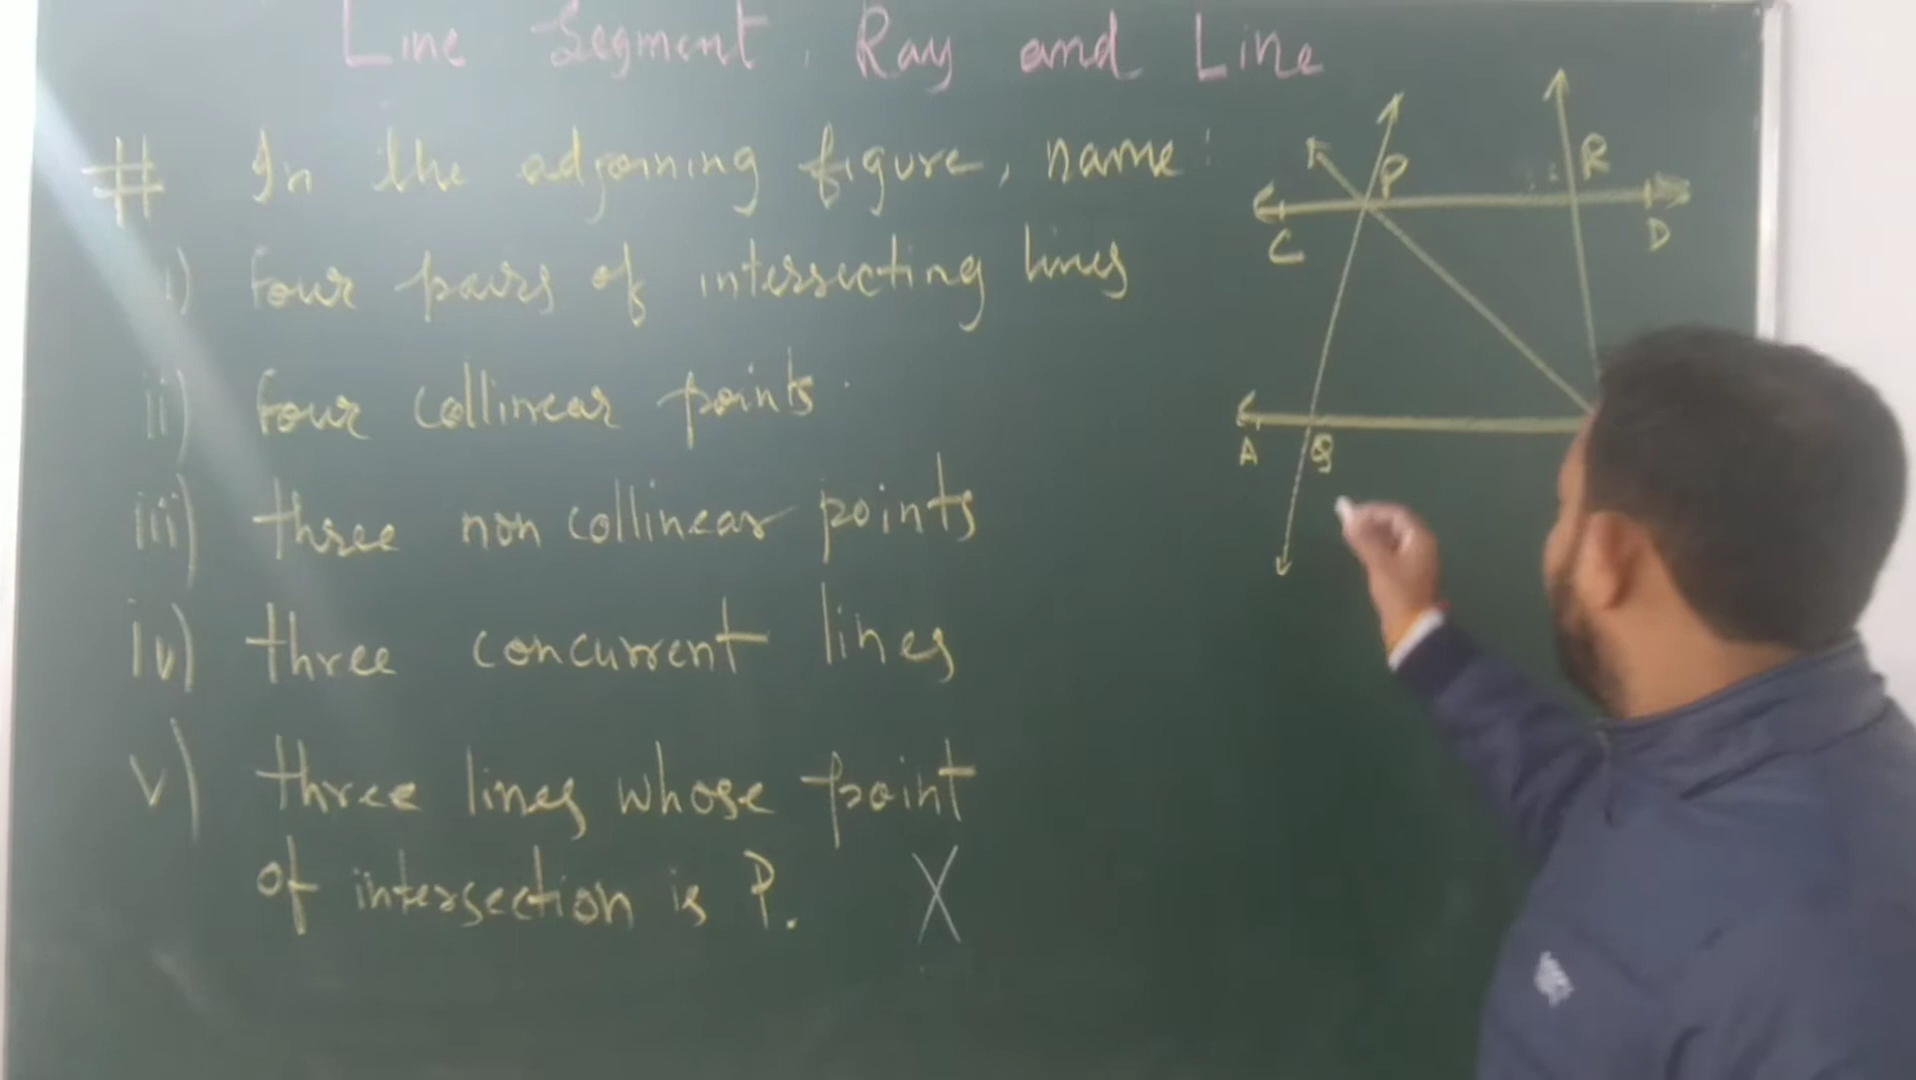 Line Segment, Ray and Line
# In the adjoining figure, name:
i) Four pairs of intersecting lines
ii) Four collinear points.
iii) three non collinear points
iv) three concurrent lines
v) three lines whose point
of intersection is P. X
P R
C D
A Q